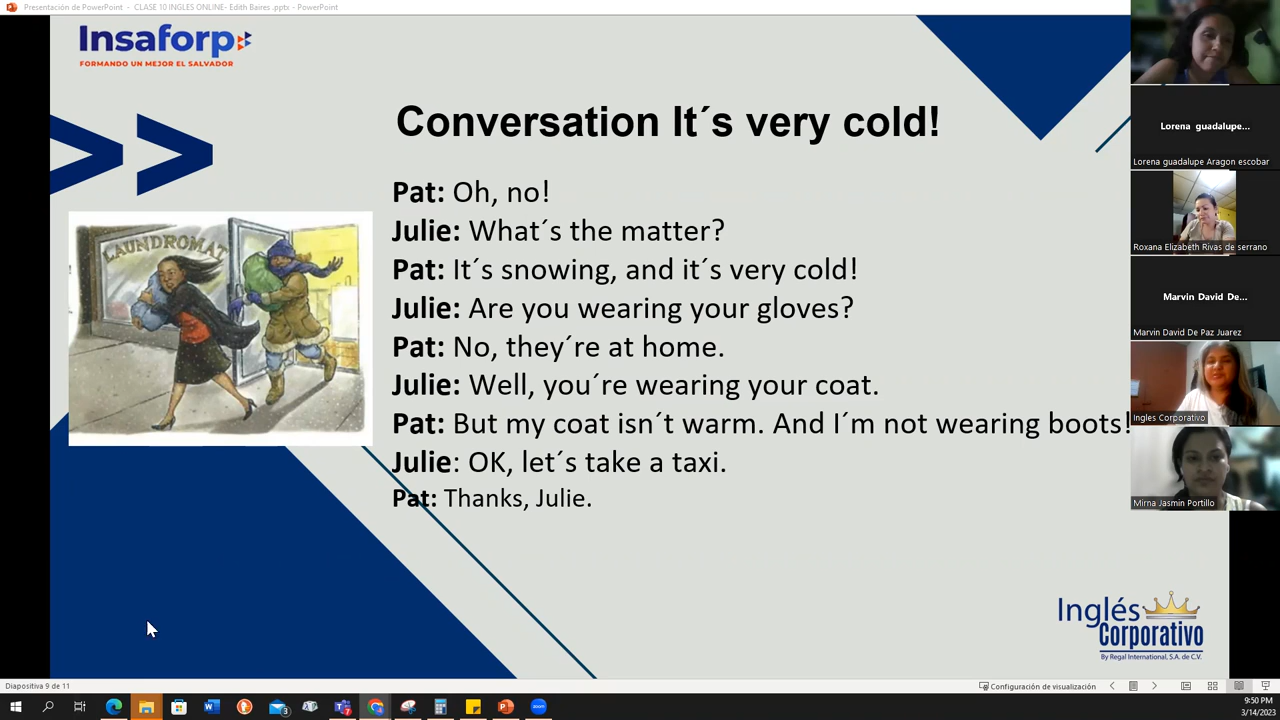 Presentación de PowerPoint - CLASE 10 INGLES ONLINE- Edith Baires .pptx - PowerPoint
Insaforp
FORMANDO UN MEJOR EL SALVADOR
>>
Conversation It´s very cold!
LAUNDROMAT
Pat: Oh, no!
Julie: What´s the matter?
Pat: It´s snowing, and it´s very cold!
Julie: Are you wearing your gloves?
Pat: No, they´re at home.
Julie: Well, you´re wearing your coat.
Pat: But my coat isn´t warm. And I´m not wearing boots!
Julie: OK, let´s take a taxi.
Pat: Thanks, Julie.
Inglés
Corporativo
By Regal International, S.A. de C.V.
Lorena guadalupe...
Lorena guadalupe Aragon escobar
Roxana Elizabeth Rivas de serrano
Marvin David De...
Marvin David De Paz Juarez
Ingles Corporativo
Mirna Jasmin Portillo
Diapositiva 9 de 11
Configuración de visualización
9:50 PM
3/14/2023